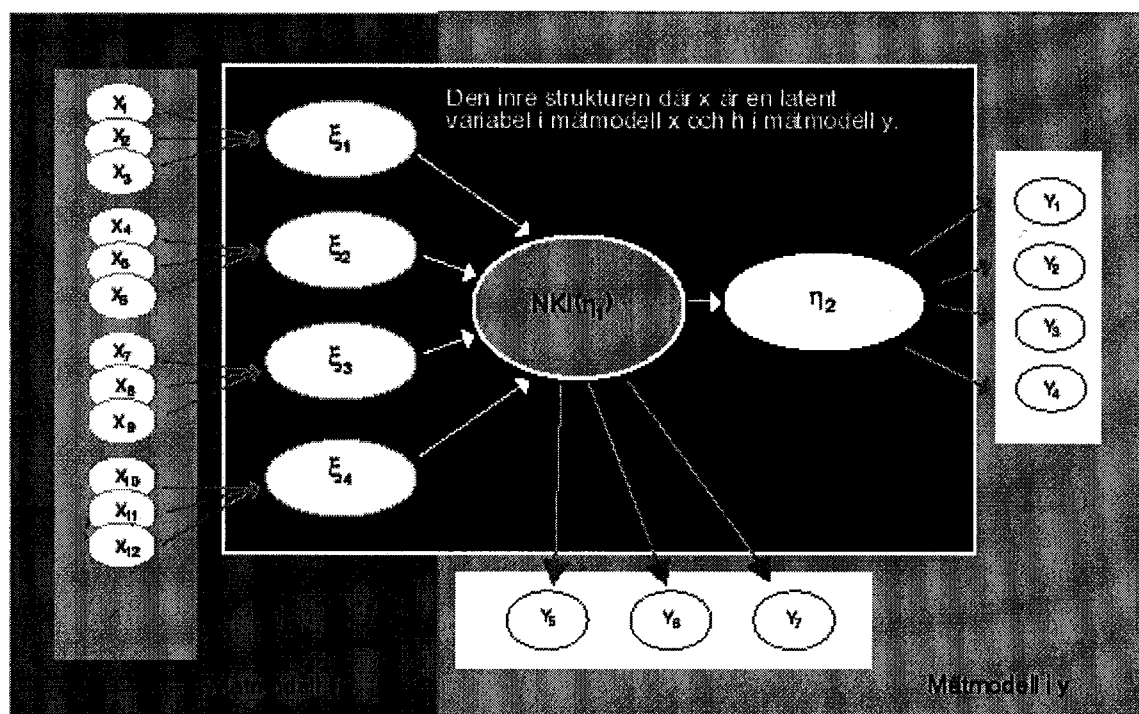 Den inre strukturen där x är en latent
variabel i mätmodell x och h i mätmodell y.
X1
X2
X3
X4
X5
X6
X7
X8
X9
X10
X11
X12
ξ1
ξ2
ξ3
ξ4
NKI(η1)
η2
Y1
Y2
Y3
Y4
Y5
Y6
Y7
Mätmodell i y